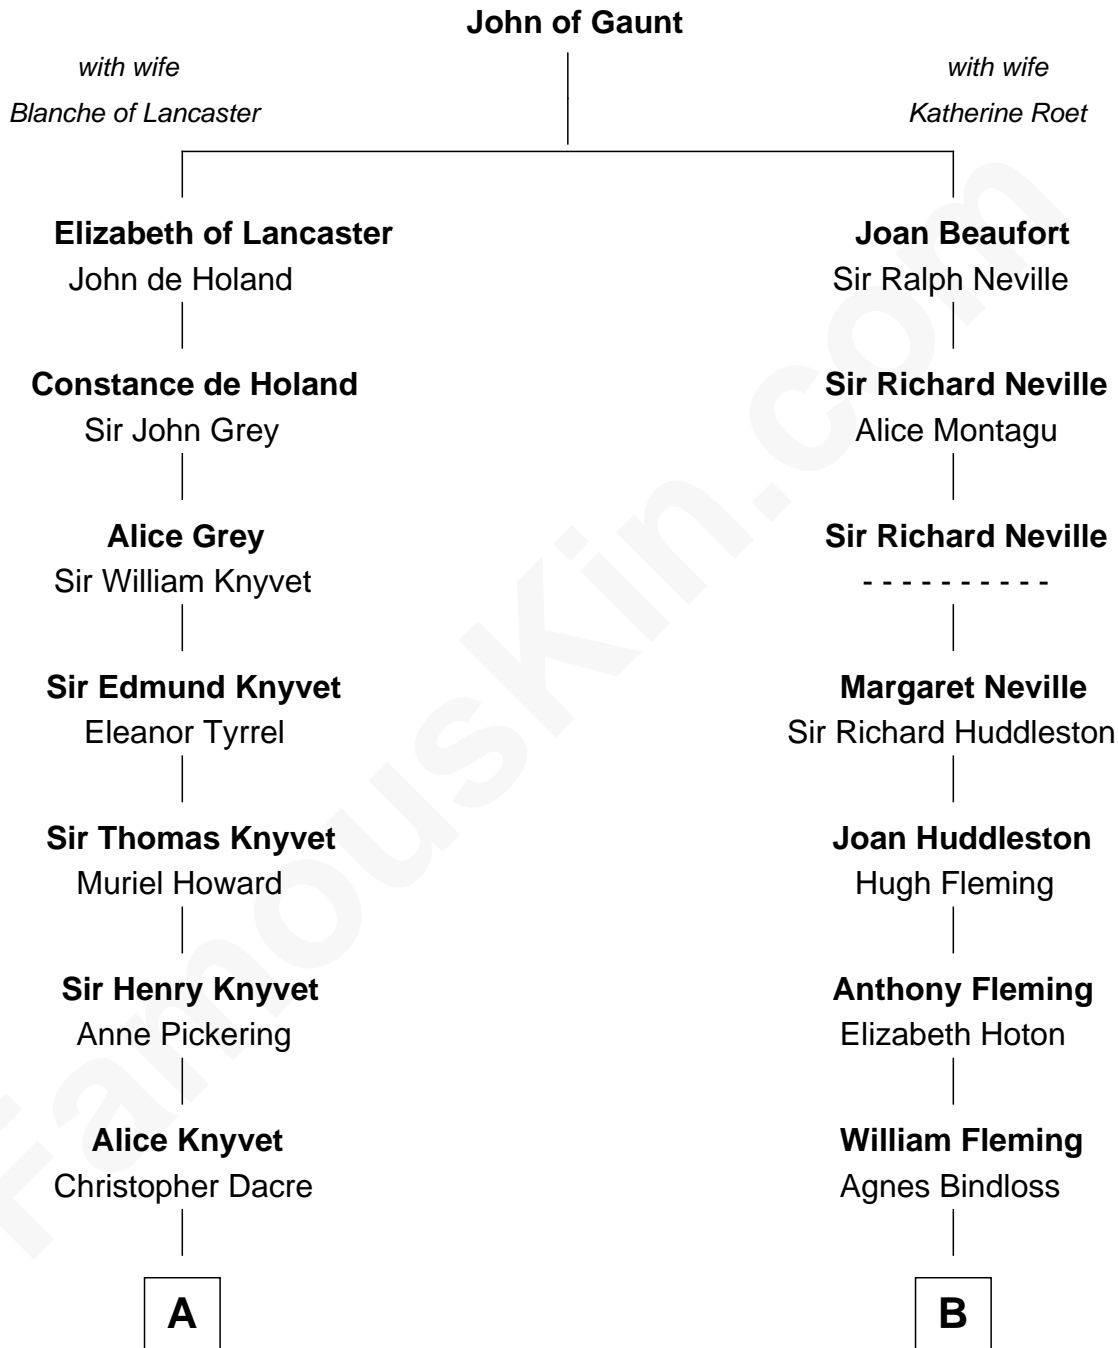 John of Gaunt
with wife
Blanche of Lancaster
with wife
Katherine Roet
Elizabeth of Lancaster
John de Holand
Joan Beaufort
Sir Ralph Neville
Constance de Holand
Sir John Grey
Sir Richard Neville
Alice Montagu
Alice Grey
Sir William Knyvet
Sir Richard Neville
- - - - - - - - - -
Sir Edmund Knyvet
Eleanor Tyrrel
Margaret Neville
Sir Richard Huddleston
Sir Thomas Knyvet
Muriel Howard
Joan Huddleston
Hugh Fleming
Sir Henry Knyvet
Anne Pickering
Anthony Fleming
Elizabeth Hoton
Alice Knyvet
Christopher Dacre
William Fleming
Agnes Bindloss
A
B
FamousKin.com